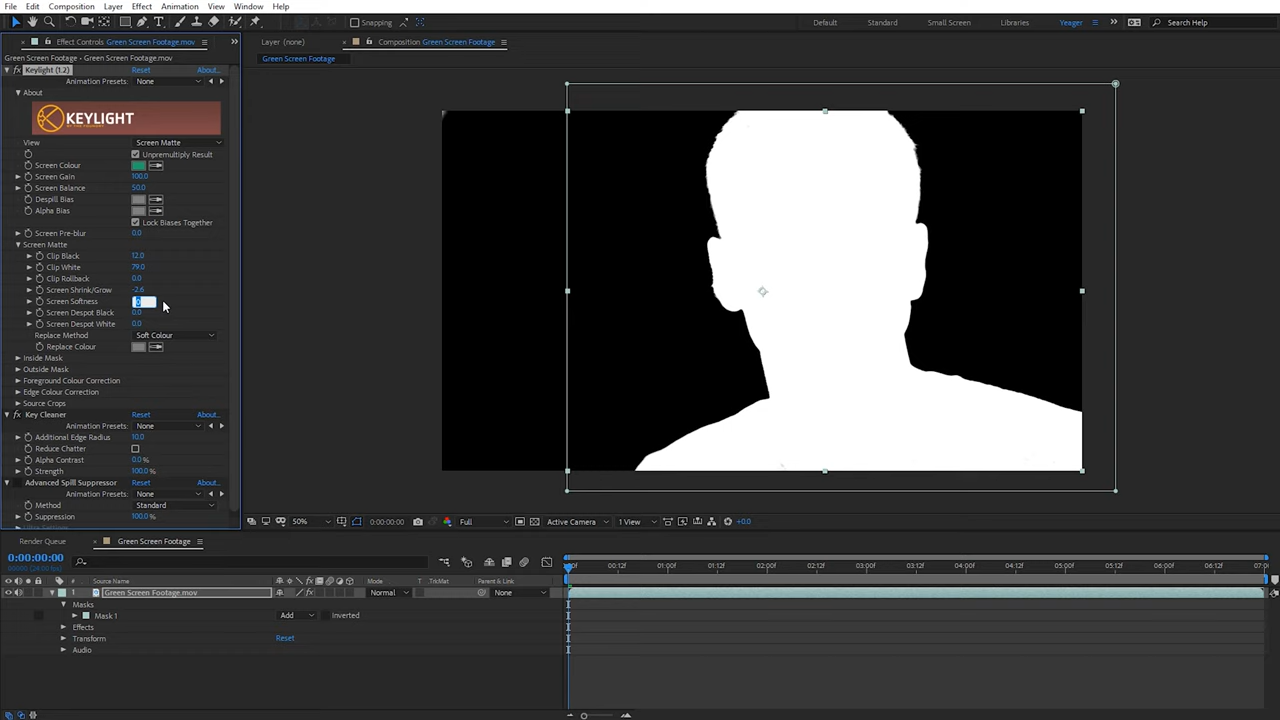 File Edit Composition Layer Effect Animation View Window Help
Snapping
Default Standard Small Screen Libraries Yeager Search Help
Effect Controls Green Screen Footage.mov
Layer (none)
Composition Green Screen Footage
Green Screen Footage • Green Screen Footage.mov
Green Screen Footage
fx Keylight (1.2) Reset About...
Animation Presets: None
About
KEYLIGHT
BY THE FOUNDRY
View Screen Matte
Unpremultiply Result
Screen Colour
Screen Gain 100.0
Screen Balance 50.0
Despill Bias
Alpha Bias
Lock Biases Together
Screen Pre-blur 0.0
Screen Matte
Clip Black 12.0
Clip White 79.0
Clip Rollback 0.0
Screen Shrink/Grow -2.6
Screen Softness 0
Screen Despot Black 0.0
Screen Despot White 0.0
Replace Method Soft Colour
Replace Colour
Inside Mask
Outside Mask
Foreground Colour Correction
Edge Colour Correction
Source Crops
fx Key Cleaner Reset About...
Animation Presets: None
Additional Edge Radius 10.0
Reduce Chatter
Alpha Contrast 0.0 %
Strength 100.0 %
Advanced Spill Suppressor Reset About...
Animation Presets: None
Method Standard
Suppression 100.0 %
50% 0:00:00:00 Full Active Camera 1 View +0.0
Render Queue Green Screen Footage
0:00:00:00
# Source Name Mode T .TrkMat Parent & Link
1 Green Screen Footage.mov Normal None
Masks
Mask 1 Add Inverted
Effects
Transform Reset
Audio
00:12f 01:00f 01:12f 02:00f 02:12f 03:00f 03:12f 04:00f 04:12f 05:00f 05:12f 06:00f 06:12f